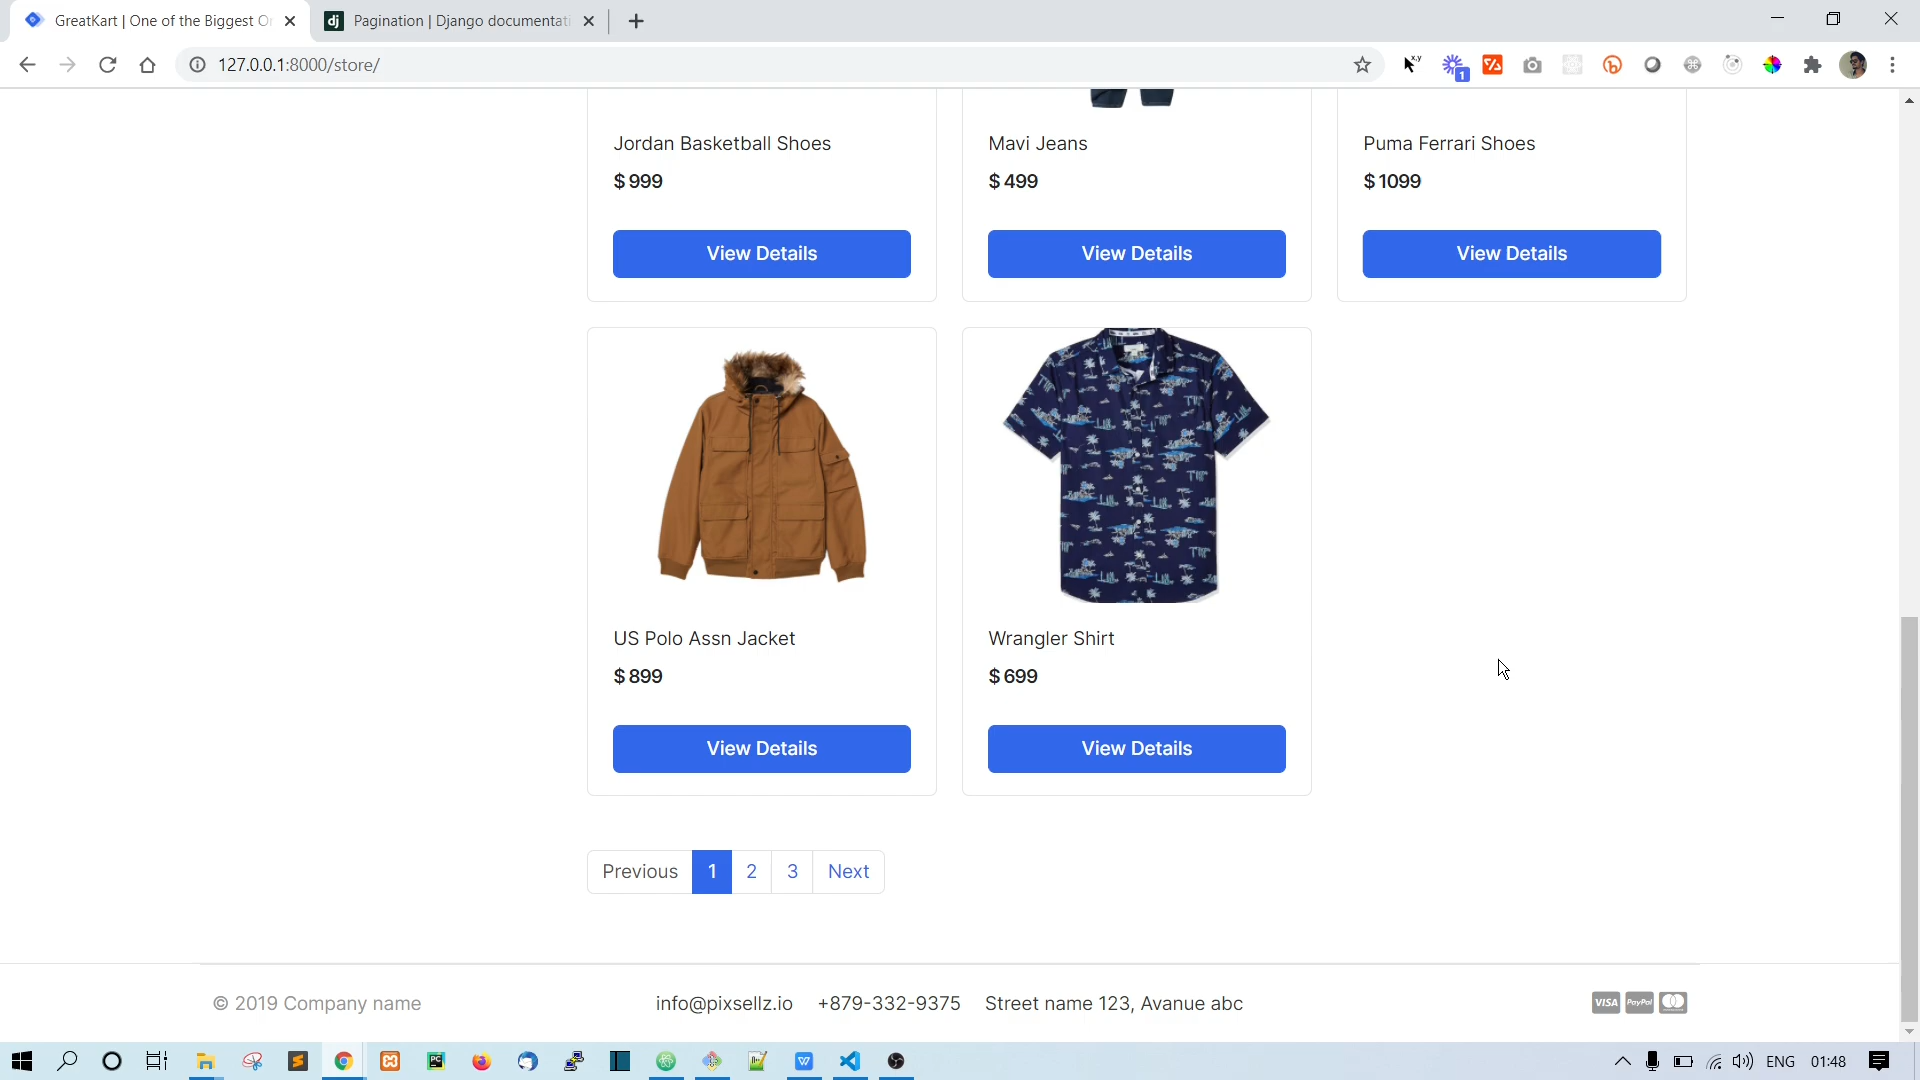 GreatKart | One of the Biggest Or
Pagination | Django documentati
127.0.0.1:8000/store/
1
Jordan Basketball Shoes
Mavi Jeans
Puma Ferrari Shoes
$ 999
$ 499
$ 1099
View Details
View Details
View Details
US Polo Assn Jacket
Wrangler Shirt
$ 899
$ 699
View Details
View Details
Previous 1 2 3 Next
© 2019 Company name
info@pixsellz.io +879-332-9375 Street name 123, Avanue abc
VISA PayPal
ENG 01:48